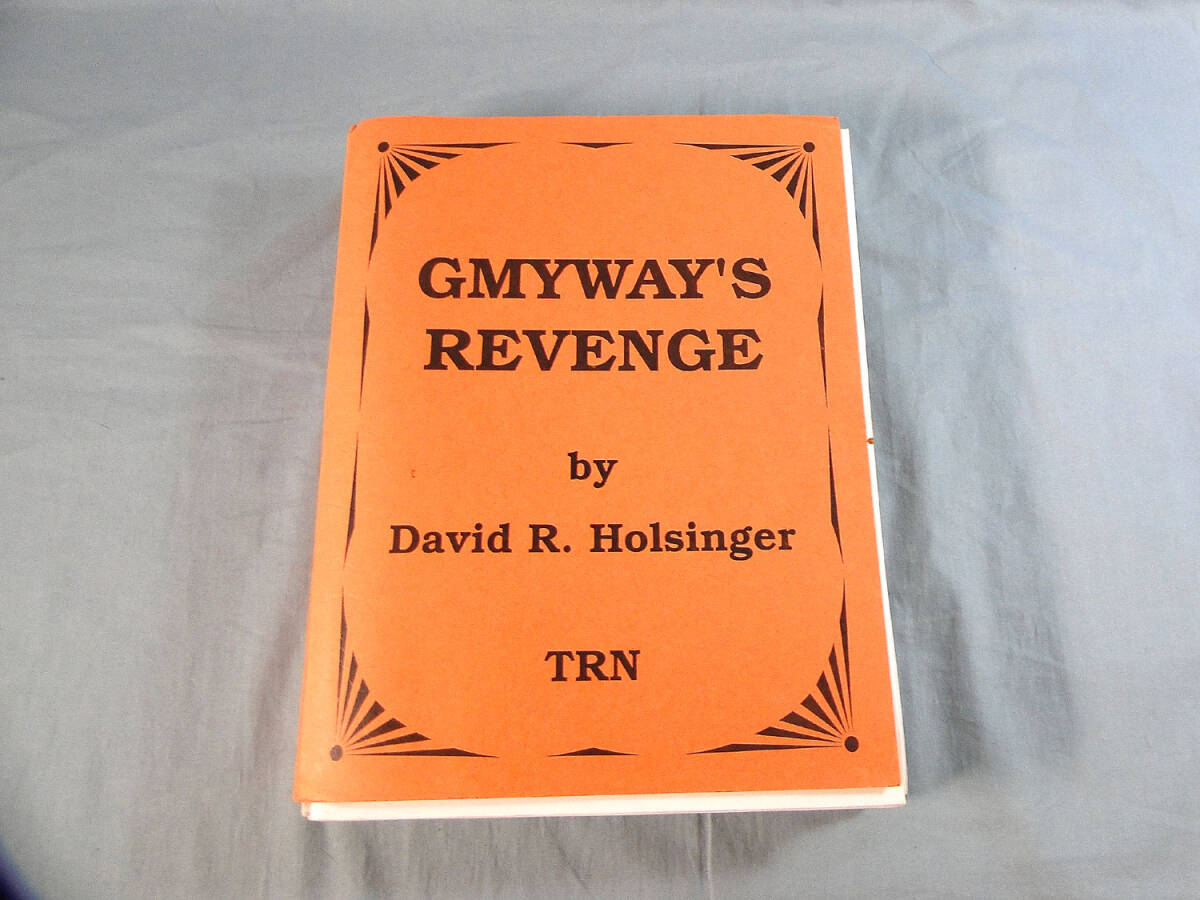 GMYWAY'S
REVENGE
by
David R. Holsinger
TRN